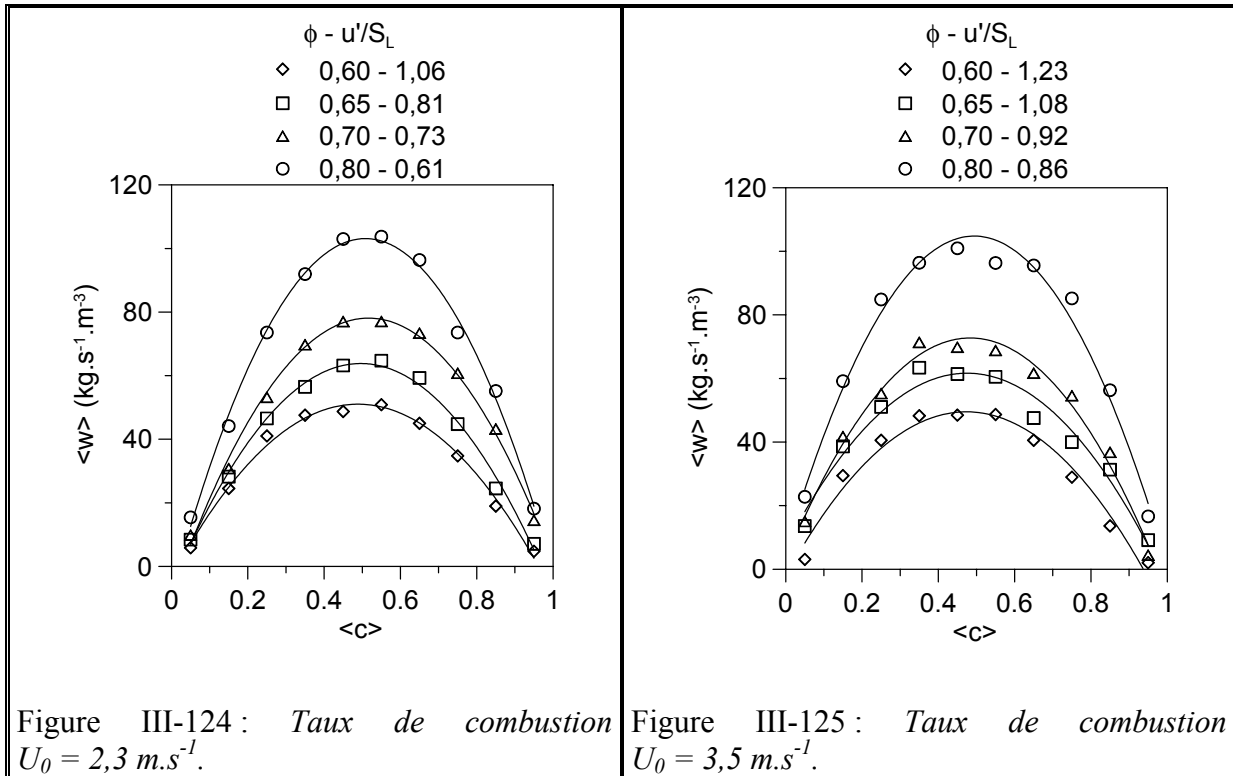 ϕ - u'/S_L
0,60 - 1,06
0,65 - 0,81
0,70 - 0,73
0,80 - 0,61
120
80
40
0
<w> (kg.s⁻¹.m⁻³)
0 0.2 0.4 0.6 0.8 1
<c>
Figure III-124 : Taux de combustion
U₀ = 2,3 m.s⁻¹.
ϕ - u'/S_L
0,60 - 1,23
0,65 - 1,08
0,70 - 0,92
0,80 - 0,86
120
80
40
0
<w> (kg.s⁻¹.m⁻³)
0 0.2 0.4 0.6 0.8 1
<c>
Figure III-125 : Taux de combustion
U₀ = 3,5 m.s⁻¹.